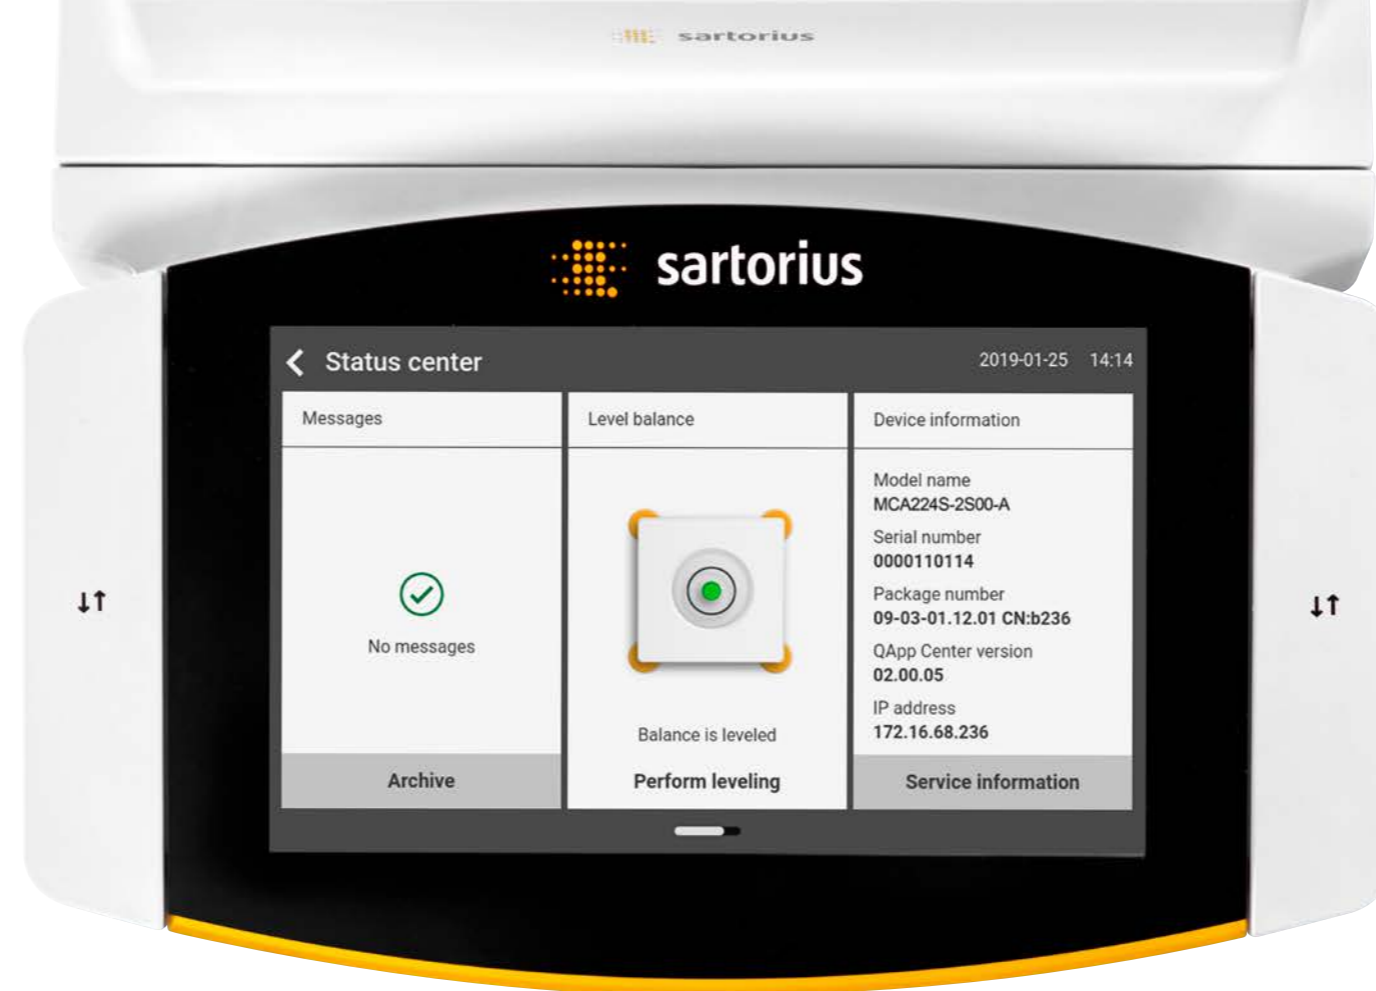 sartorius
sartorius
Status center
2019-01-25 14:14
Messages
Level balance
Device information
Model name
MCA224S-2S00-A
Serial number
0000110114
Package number
09-03-01.12.01 CN:b236
QApp Center version
02.00.05
IP address
172.16.68.236
No messages
Balance is leveled
Archive
Perform leveling
Service information
↓↑
↓↑